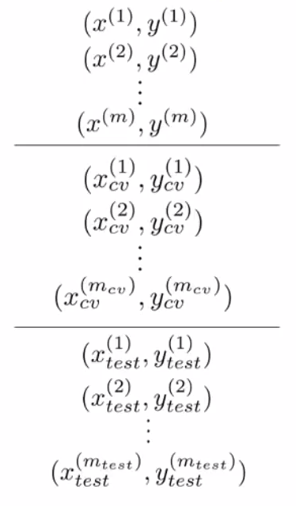 (x^{(1)}, y^{(1)})
(x^{(2)}, y^{(2)})
⋮
(x^{(m)}, y^{(m)})
(x_{cv}^{(1)}, y_{cv}^{(1)})
(x_{cv}^{(2)}, y_{cv}^{(2)})
⋮
(x_{cv}^{(m_{cv})}, y_{cv}^{(m_{cv})})
(x_{test}^{(1)}, y_{test}^{(1)})
(x_{test}^{(2)}, y_{test}^{(2)})
⋮
(x_{test}^{(m_{test})}, y_{test}^{(m_{test})})